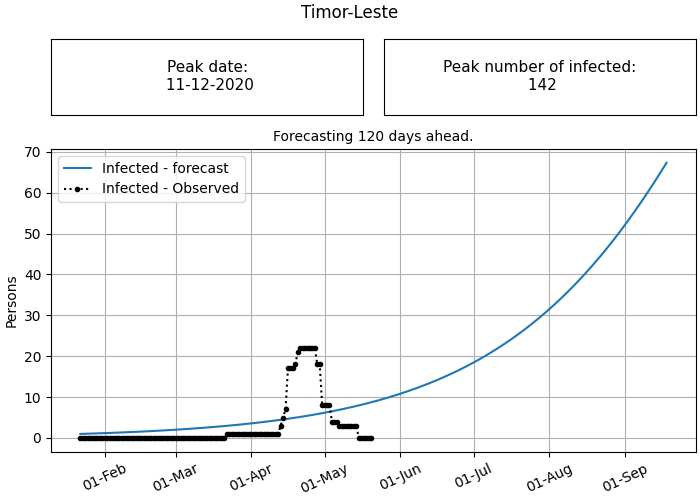 Timor-Leste
Peak date:
11-12-2020
Peak number of infected:
142
Forecasting 120 days ahead.
Infected - forecast
Infected - Observed
Persons
70
60
50
40
30
20
10
0
01-Feb
01-Mar
01-Apr
01-May
01-Jun
01-Jul
01-Aug
01-Sep